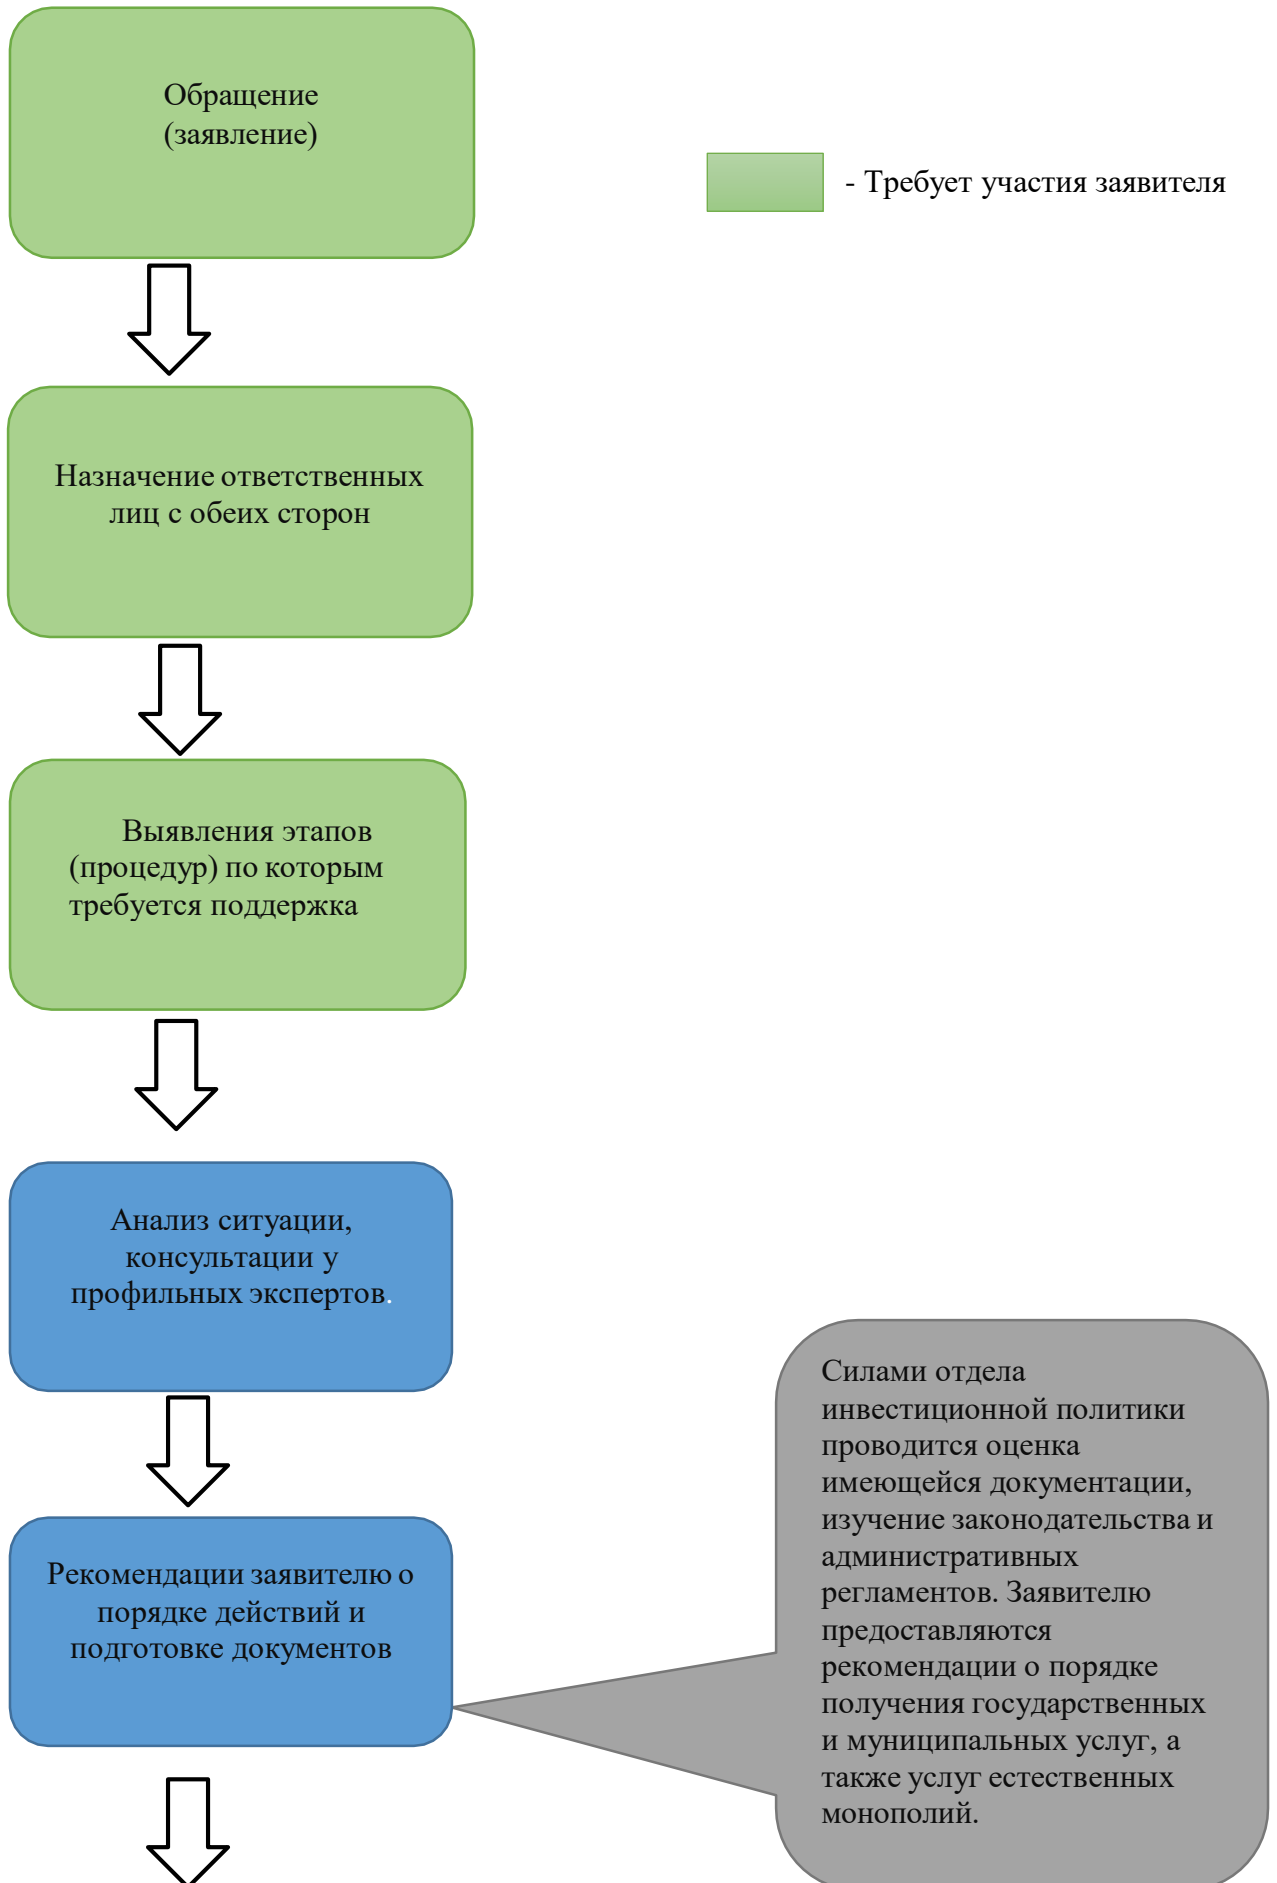 Обращение
(заявление)
- Требует участия заявителя
Назначение ответственных
лиц с обеих сторон
Выявления этапов
(процедур) по которым
требуется поддержка
Анализ ситуации,
консультации у
профильных экспертов.
Рекомендации заявителю о
порядке действий и
подготовке документов
Силами отдела
инвестиционной политики
проводится оценка
имеющейся документации,
изучение законодательства и
административных
регламентов. Заявителю
предоставляются
рекомендации о порядке
получения государственных
и муниципальных услуг, а
также услуг естественных
монополий.